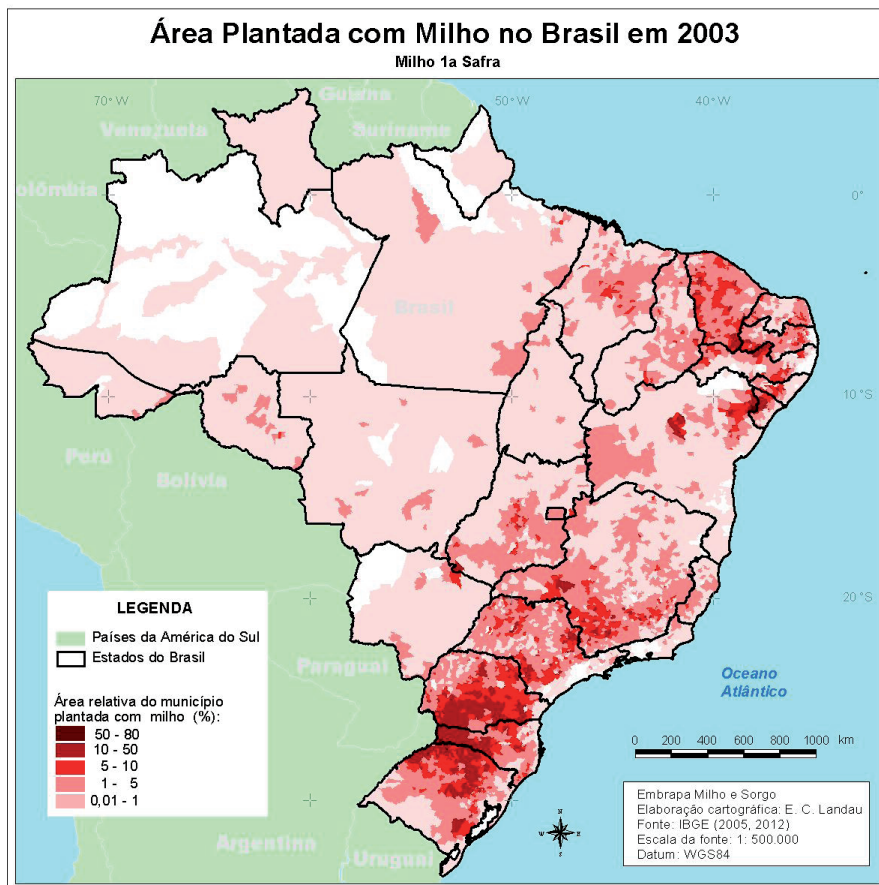 Área Plantada com Milho no Brasil em 2003
Milho 1a Safra
70° W
50° W
40° W
Guiana
Venezuela
Suriname
olômbia
0°
Brasil
10° S
Perú
Bolívia
20° S
Paraguai
Oceano
Atlântico
Argentina
Uruguai
LEGENDA
Países da América do Sul
Estados do Brasil
Área relativa do município
plantada com milho (%):
50 - 80
10 - 50
5 - 10
1 - 5
0,01 - 1
0 200 400 600 800 1000 km
N
W E
S
Embrapa Milho e Sorgo
Elaboração cartográfica: E. C. Landau
Fonte: IBGE (2005, 2012)
Escala da fonte: 1: 500.000
Datum: WGS84